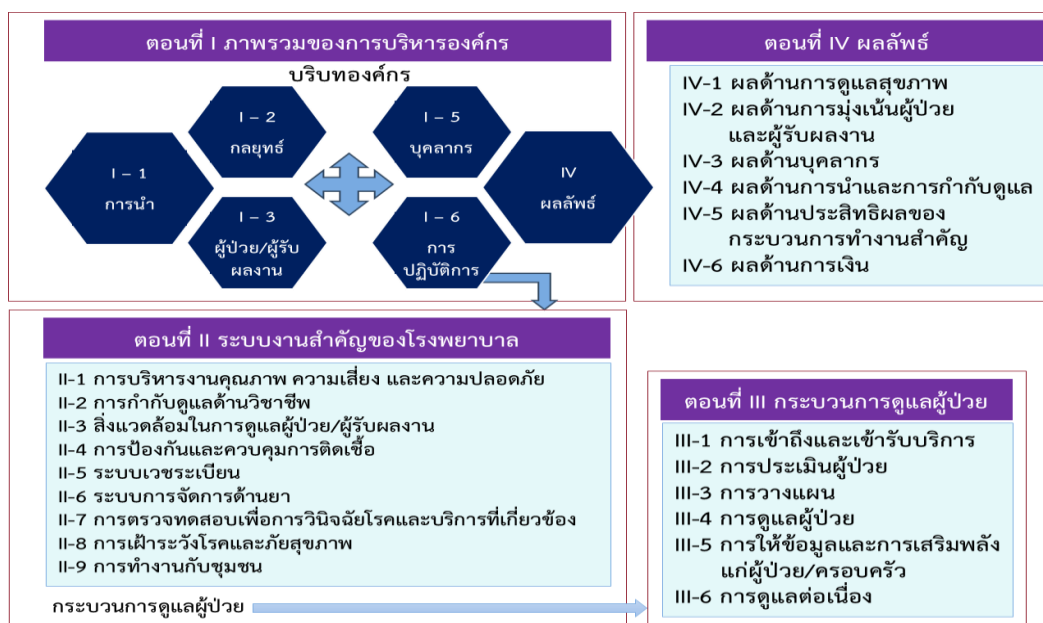 ตอนที่ I ภาพรวมของการบริหารองค์กร
บริบทองค์กร
I – 1
การนำ
I – 2
กลยุทธ์
I – 3
ผู้ป่วย/ผู้รับ
ผลงาน
I – 5
บุคลากร
I – 6
การ
ปฏิบัติการ
IV
ผลลัพธ์
ตอนที่ IV ผลลัพธ์
IV-1 ผลด้านการดูแลสุขภาพ
IV-2 ผลด้านการมุ่งเน้นผู้ป่วย
และผู้รับผลงาน
IV-3 ผลด้านบุคลากร
IV-4 ผลด้านการนำและการกำกับดูแล
IV-5 ผลด้านประสิทธิผลของ
กระบวนการทำงานสำคัญ
IV-6 ผลด้านการเงิน
ตอนที่ II ระบบงานสำคัญของโรงพยาบาล
II-1 การบริหารงานคุณภาพ ความเสี่ยง และความปลอดภัย
II-2 การกำกับดูแลด้านวิชาชีพ
II-3 สิ่งแวดล้อมในการดูแลผู้ป่วย/ผู้รับผลงาน
II-4 การป้องกันและควบคุมการติดเชื้อ
II-5 ระบบเวชระเบียน
II-6 ระบบการจัดการด้านยา
II-7 การตรวจทดสอบเพื่อการวินิจฉัยโรคและบริการที่เกี่ยวข้อง
II-8 การเฝ้าระวังโรคและภัยสุขภาพ
II-9 การทำงานกับชุมชน
กระบวนการดูแลผู้ป่วย
ตอนที่ III กระบวนการดูแลผู้ป่วย
III-1 การเข้าถึงและเข้ารับบริการ
III-2 การประเมินผู้ป่วย
III-3 การวางแผน
III-4 การดูแลผู้ป่วย
III-5 การให้ข้อมูลและการเสริมพลัง
แก่ผู้ป่วย/ครอบครัว
III-6 การดูแลต่อเนื่อง